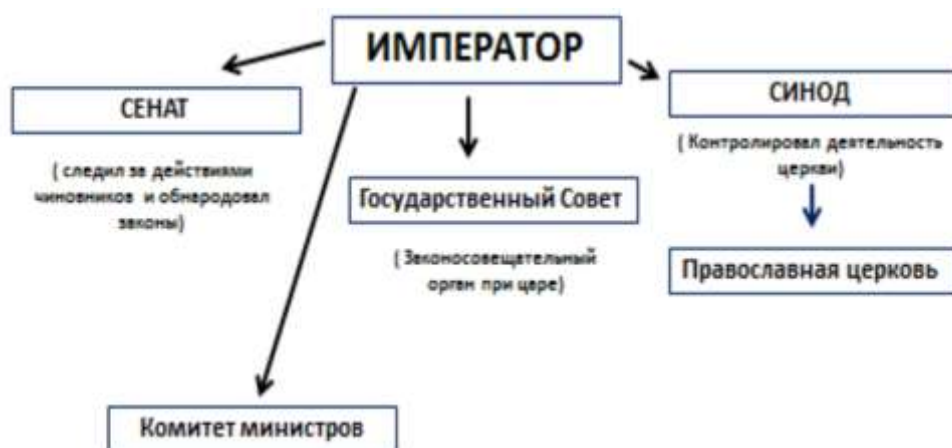 ИМПЕРАТОР
СЕНАТ
( следил за действиями
чиновников и обнародовал
законы)
Государственный Совет
( Законосовещательный
орган при царе)
СИНОД
( Контролировал деятельность
церкви)
Православная церковь
Комитет министров